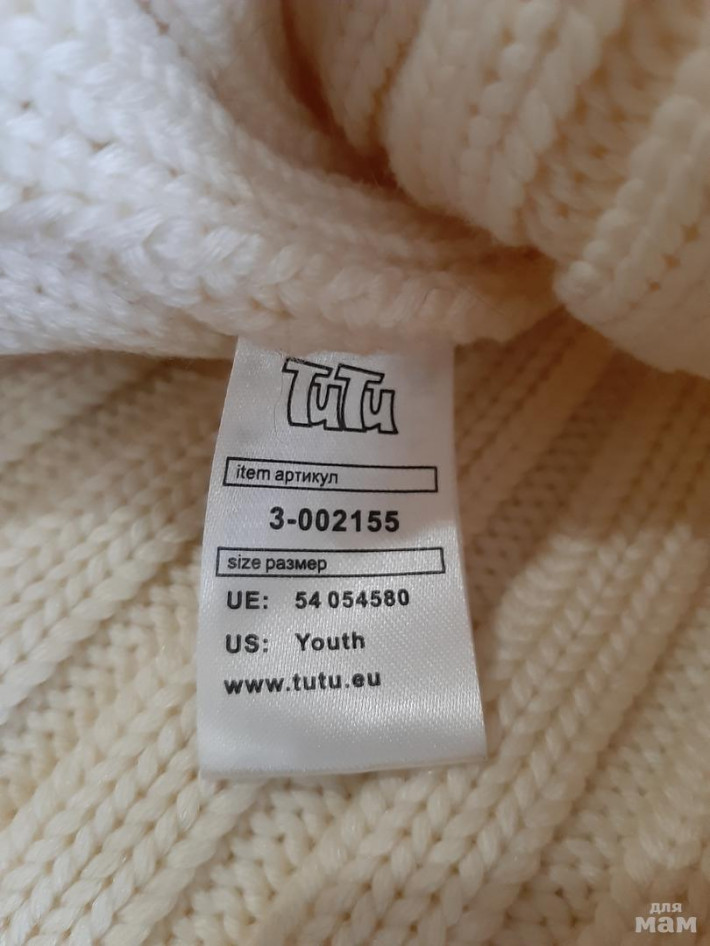 TuTu
item артикул
3-002155
size размер
UE: 54 054580
US: Youth
www.tutu.eu
для
мам